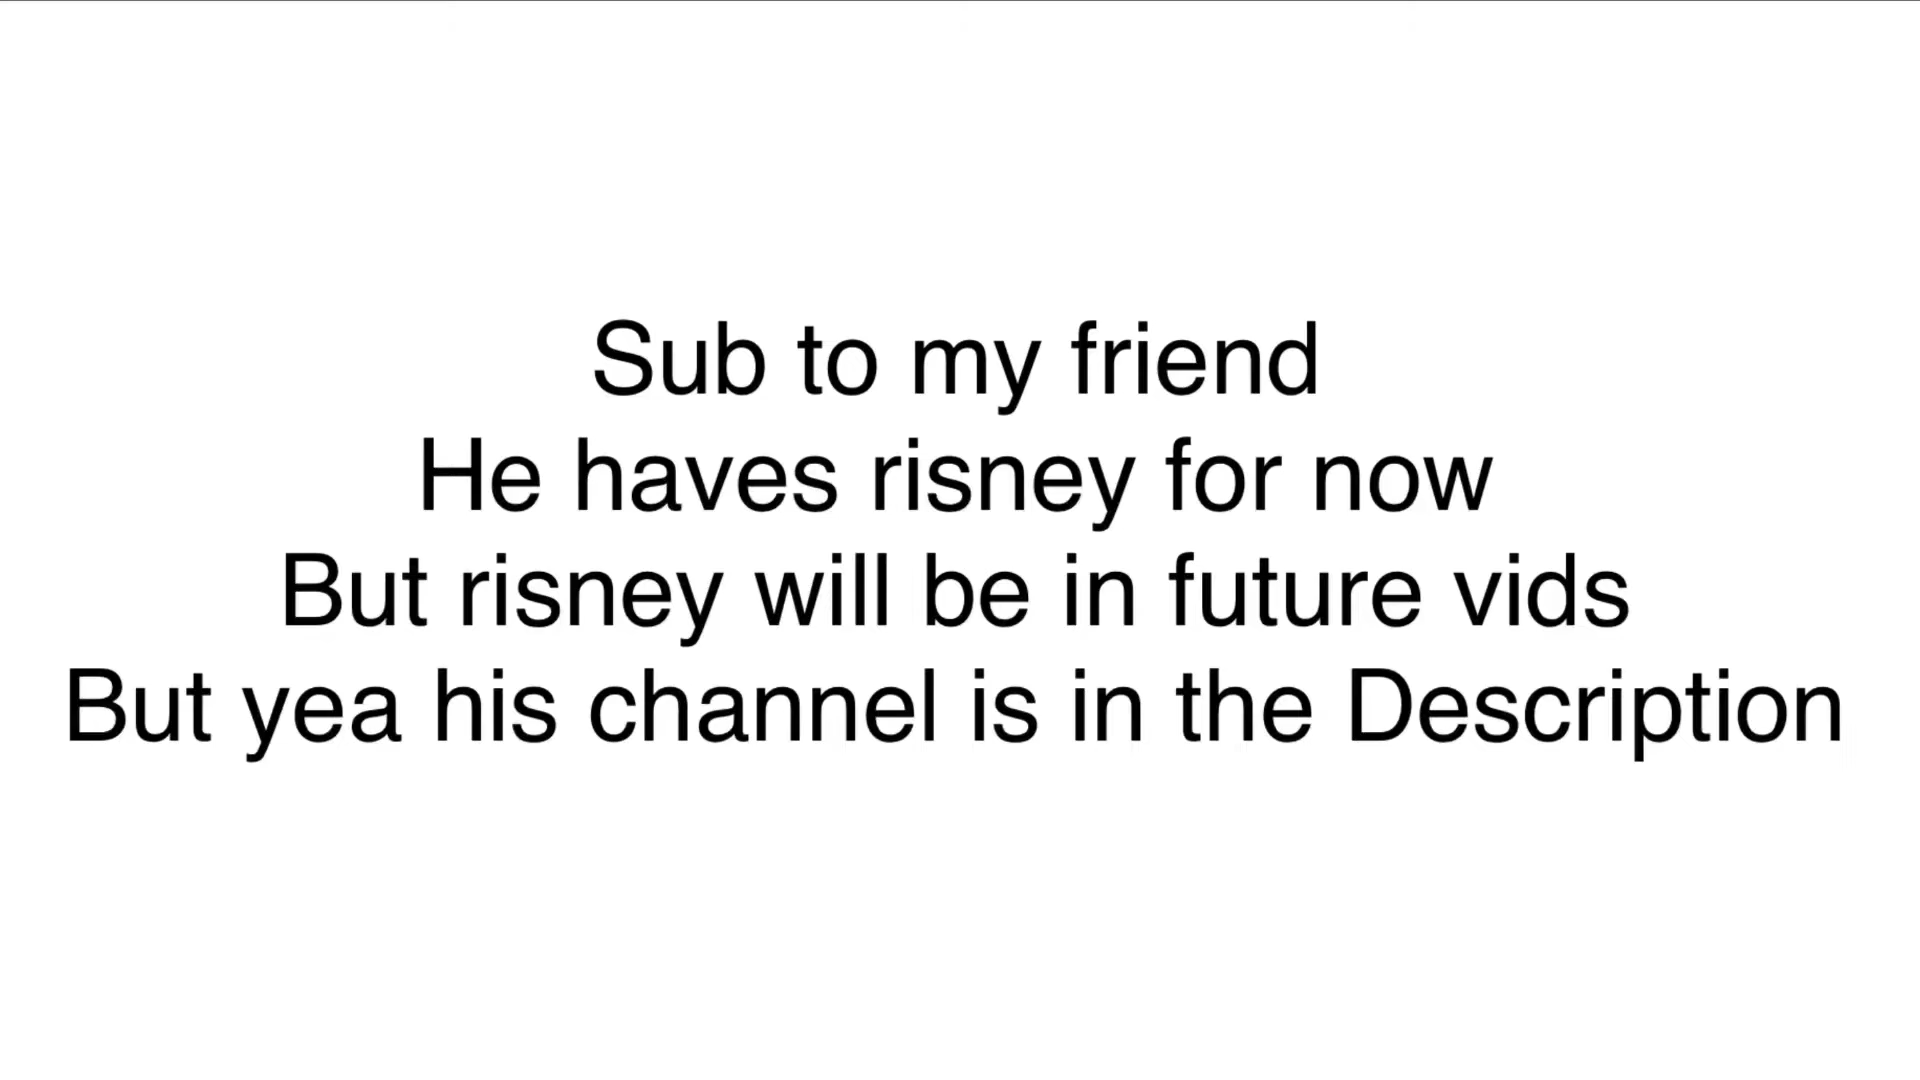 Sub to my friend
He haves risney for now
But risney will be in future vids
But yea his channel is in the Description